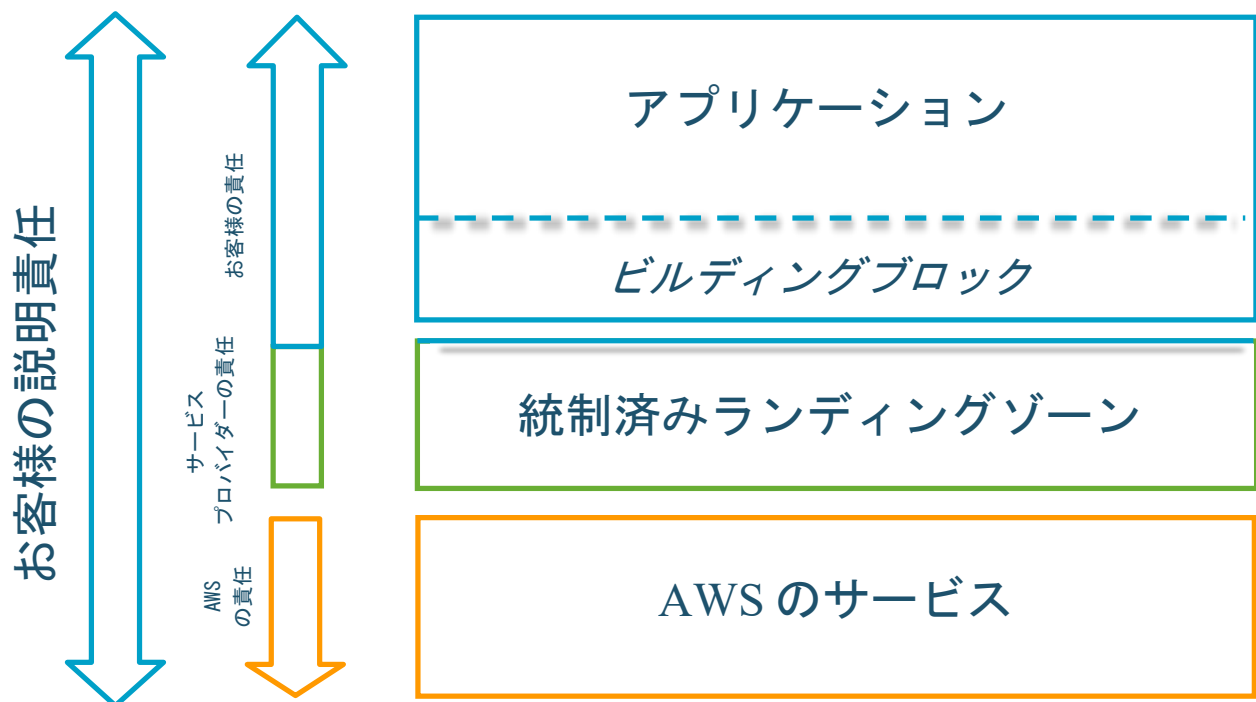 お客様の説明責任
お客様の責任
サービス
プロバイダーの責任
AWS
の責任
アプリケーション
ビルディングブロック
統制済みランディングゾーン
AWS のサービス